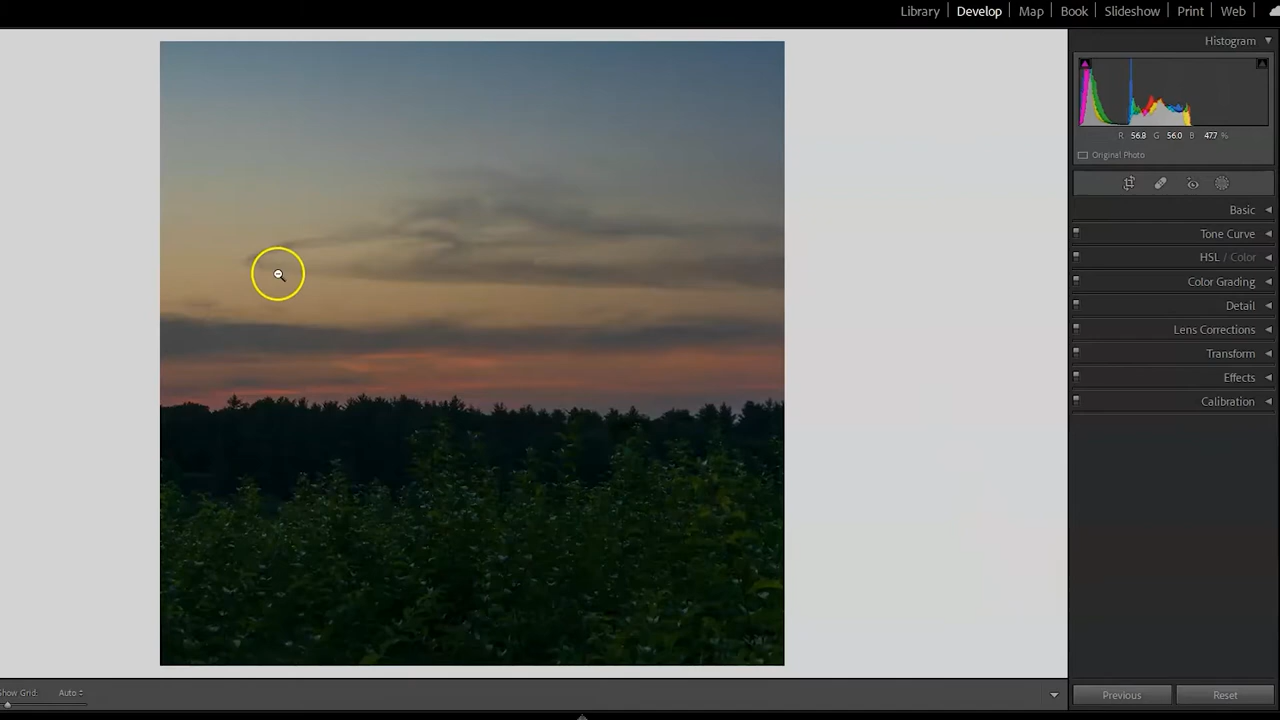 Library | Develop | Map | Book | Slideshow | Print | Web
Histogram
R 56.8 G 56.0 B 47.7 %
Original Photo
Basic
Tone Curve
HSL / Color
Color Grading
Detail
Lens Corrections
Transform
Effects
Calibration
Show Grid: Auto
Previous Reset